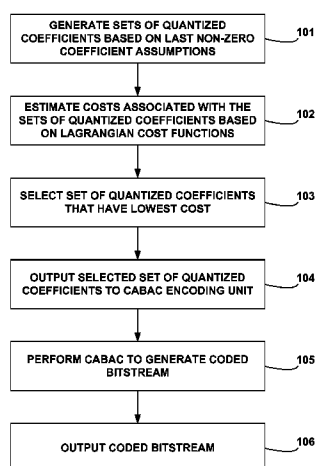 GENERATE SETS OF QUANTIZED
COEFFICIENTS BASED ON LAST NON-ZERO
COEFFICIENT ASSUMPTIONS
101
ESTIMATE COSTS ASSOCIATED WITH THE
SETS OF QUANTIZED COEFFICIENTS BASED
ON LAGRANGIAN COST FUNCTIONS
102
SELECT SET OF QUANTIZED COEFFICIENTS
THAT HAVE LOWEST COST
103
OUTPUT SELECTED SET OF QUANTIZED
COEFFICIENTS TO CABAC ENCODING UNIT
104
PERFORM CABAC TO GENERATE CODED
BITSTREAM
105
OUTPUT CODED BITSTREAM
106